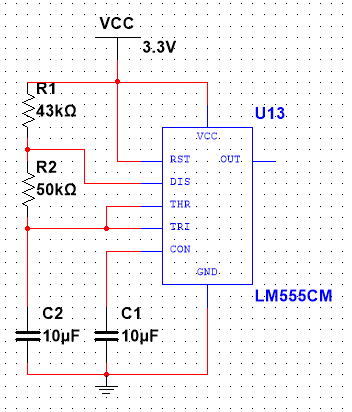 VCC
3.3V
R1
43kΩ
U13
VCC
RST
OUT
R2
50kΩ
DIS
THR
TRI
CON
GND
LM555CM
C2
10µF
C1
10µF